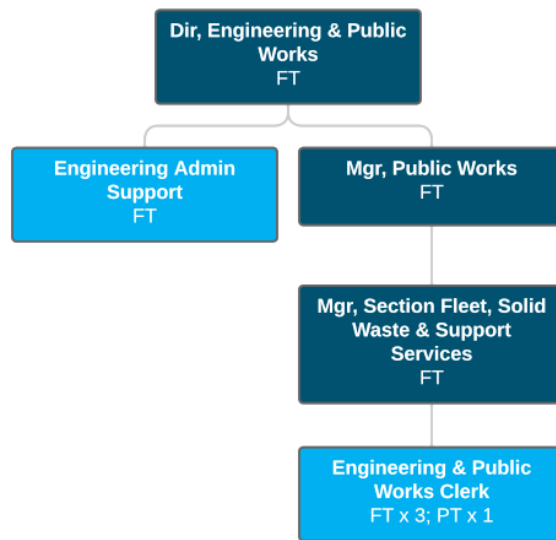 Dir, Engineering & Public
Works
FT
Engineering Admin
Support
FT
Mgr, Public Works
FT
Mgr, Section Fleet, Solid
Waste & Support
Services
FT
Engineering & Public
Works Clerk
FT x 3; PT x 1